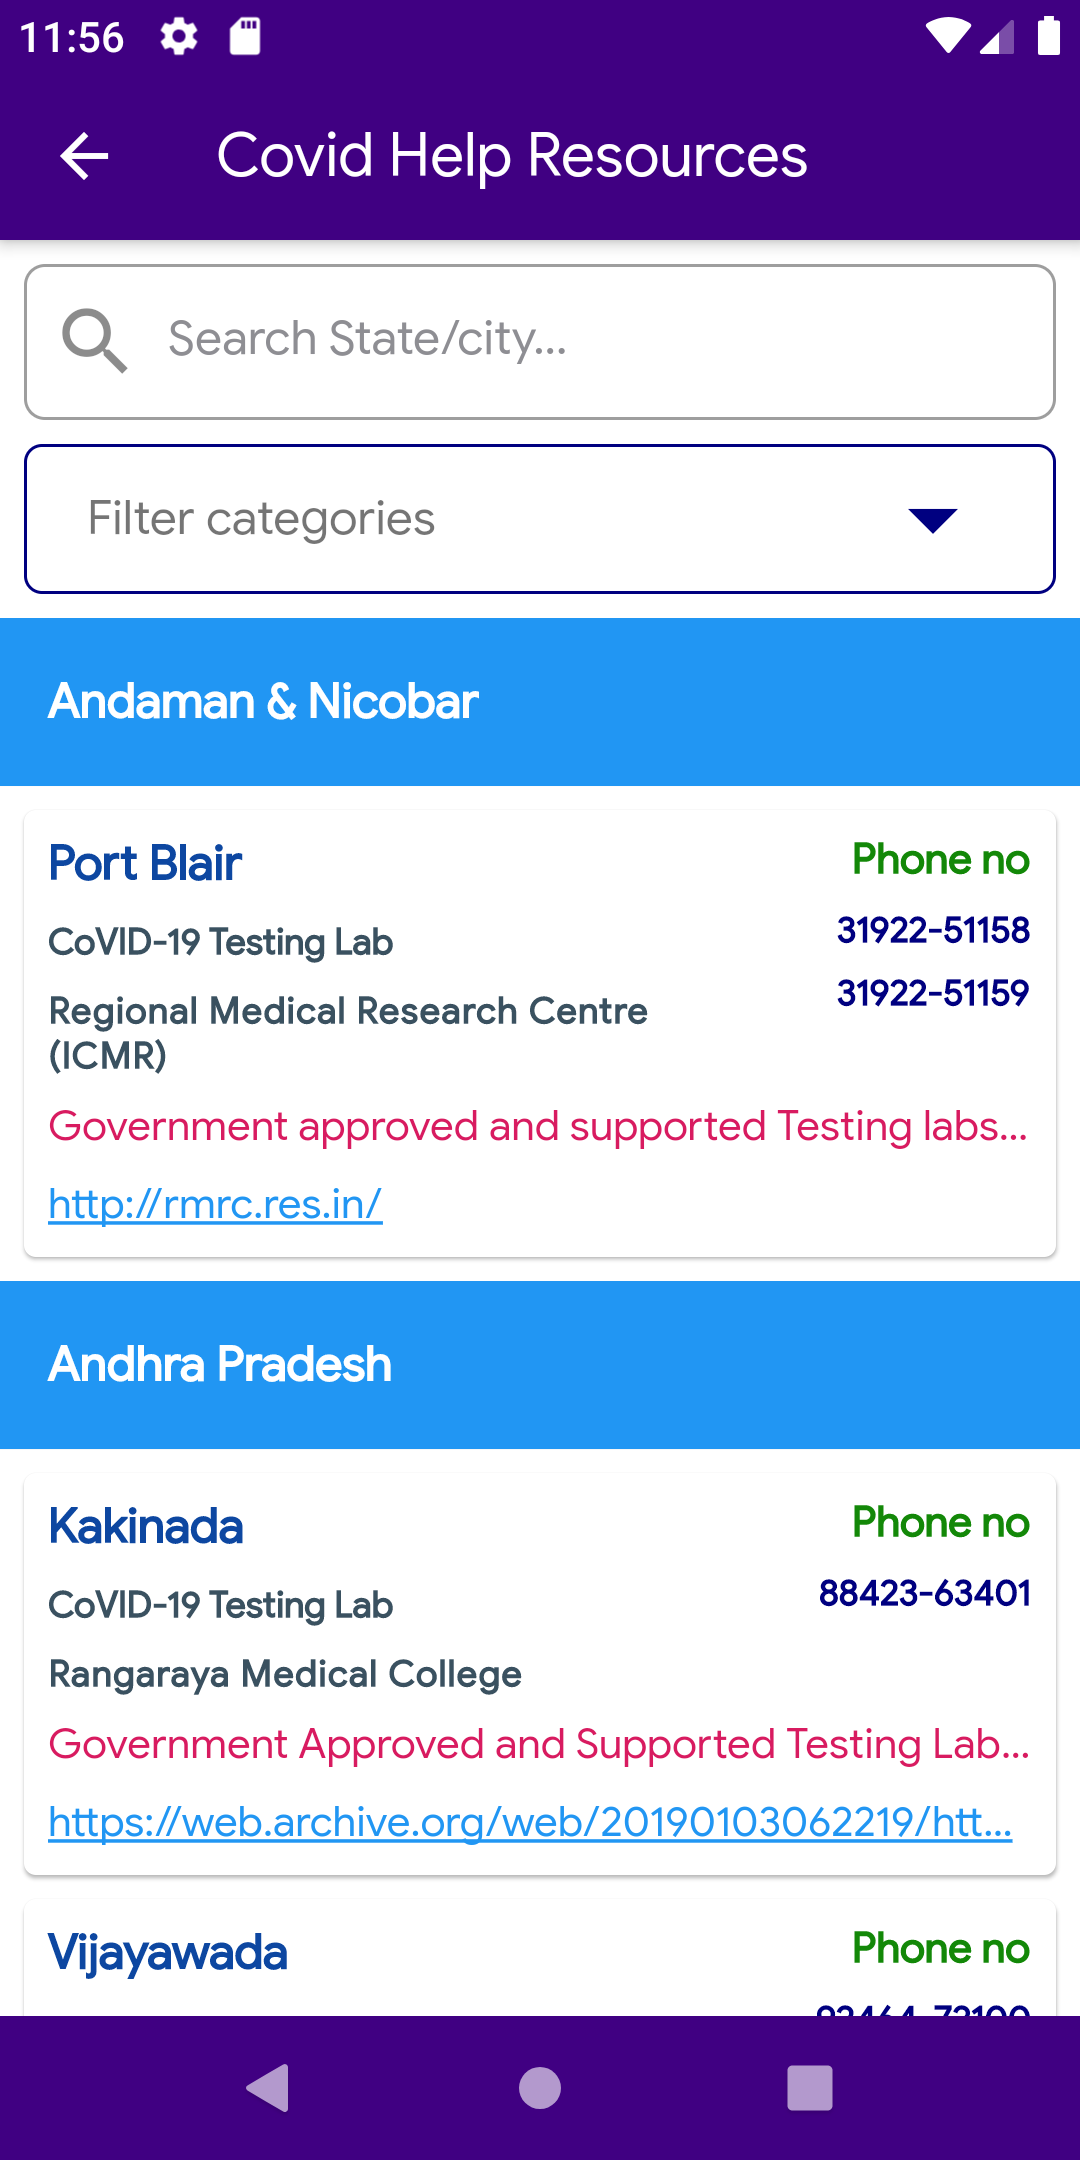 11:56
Covid Help Resources
Search State/city...
Filter categories
Andaman & Nicobar
Port Blair
Phone no
CoVID-19 Testing Lab
31922-51158
31922-51159
Regional Medical Research Centre
(ICMR)
Government approved and supported Testing labs...
http://rmrc.res.in/
Andhra Pradesh
Kakinada
Phone no
CoVID-19 Testing Lab
88423-63401
Rangaraya Medical College
Government Approved and Supported Testing Lab...
https://web.archive.org/web/20190103062219/htt...
Vijayawada
Phone no